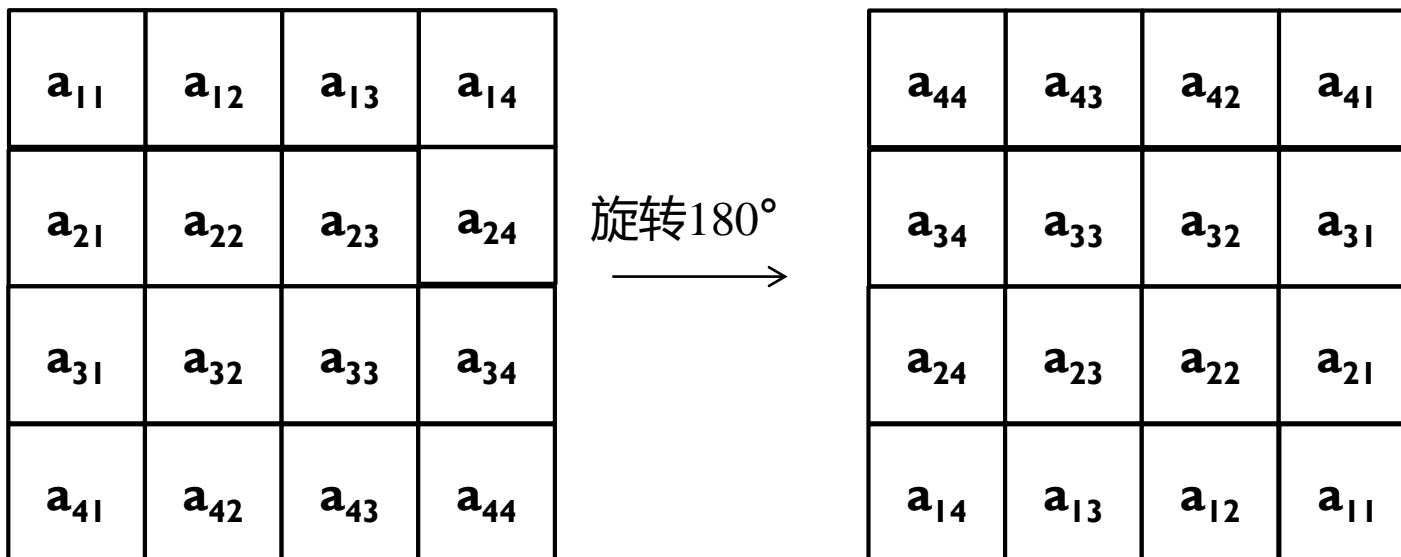 a₁₁ a₁₂ a₁₃ a₁₄
a₂₁ a₂₂ a₂₃ a₂₄
a₃₁ a₃₂ a₃₃ a₃₄
a₄₁ a₄₂ a₄₃ a₄₄
旋转180°
a₄₄ a₄₃ a₄₂ a₄₁
a₃₄ a₃₃ a₃₂ a₃₁
a₂₄ a₂₃ a₂₂ a₂₁
a₁₄ a₁₃ a₁₂ a₁₁